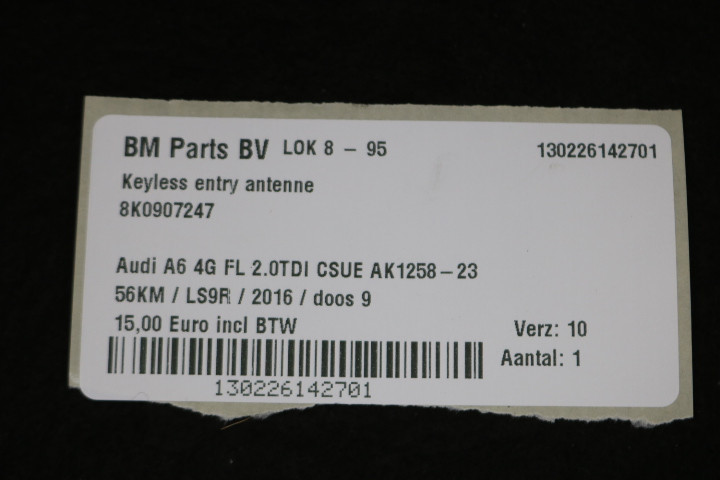 BM Parts BV LOK 8 - 95 130226142701
Keyless entry antenne
8K0907247
Audi A6 4G FL 2.0TDI CSUE AK1258-23
56KM / LS9R / 2016 / doos 9
15,00 Euro incl BTW Verz: 10
Aantal: 1
130226142701